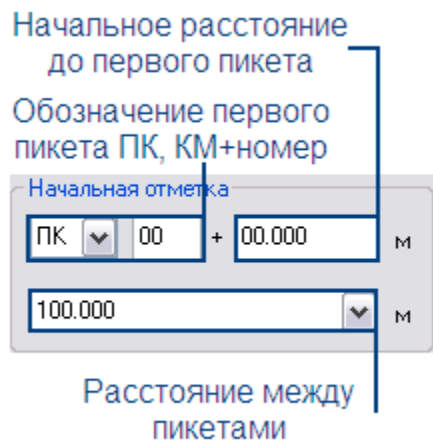 Начальное расстояние
до первого пикета
Обозначение первого
пикета ПК, КМ+номер
Начальная отметка
ПК 00 + 00.000 м
100.000 м
Расстояние между
пикетами